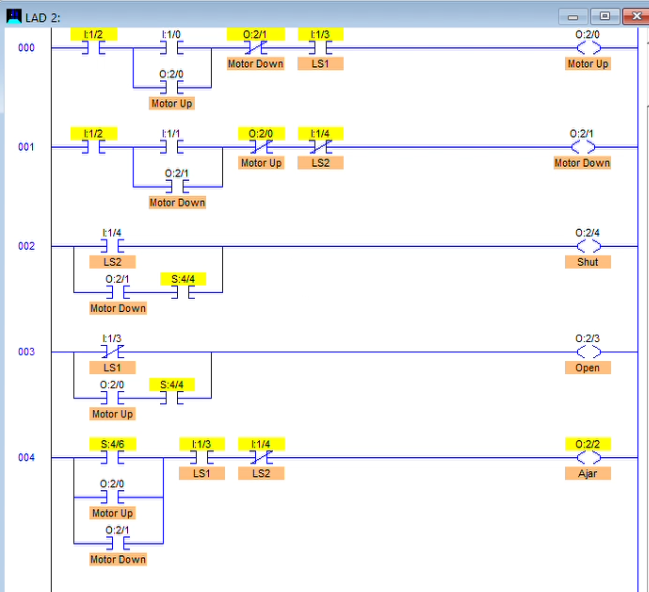 LAD 2:
I:1/2 I:1/0 O:2/1 I:1/3 O:2/0
000
Motor Down LS1 Motor Up
O:2/0
Motor Up
I:1/2 I:1/1 O:2/0 I:1/4 O:2/1
001
Motor Up LS2 Motor Down
O:2/1
Motor Down
I:1/4 O:2/4
002
LS2 Shut
O:2/1 S:4/4
Motor Down
I:1/3 O:2/3
003
LS1 Open
O:2/0 S:4/4
Motor Up
S:4/6 I:1/3 I:1/4 O:2/2
004
LS1 LS2 Ajar
O:2/0
Motor Up
O:2/1
Motor Down